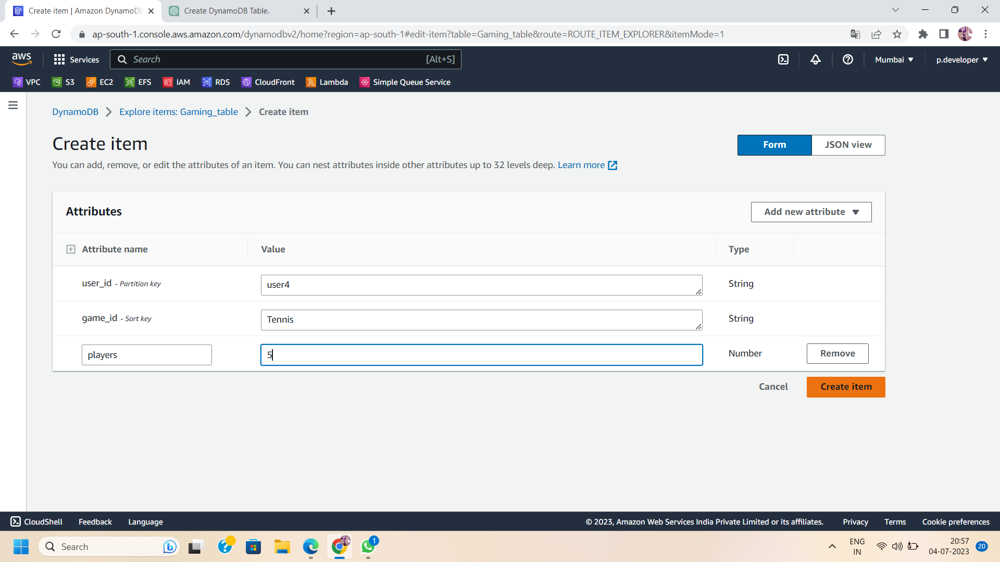 Create item | Amazon DynamoDB
Create DynamoDB Table.
ap-south-1.console.aws.amazon.com/dynamodbv2/home?region=ap-south-1#edit-item?table=Gaming_table&route=ROUTE_ITEM_EXPLORER&itemMode=1
aws
Services
Search
[Alt+S]
Mumbai
p.developer
VPC
S3
EC2
EFS
IAM
RDS
CloudFront
Lambda
Simple Queue Service
DynamoDB
Explore items: Gaming_table
Create item
Create item
Form
JSON view
You can add, remove, or edit the attributes of an item. You can nest attributes inside other attributes up to 32 levels deep. Learn more
Attributes
Add new attribute
Attribute name
Value
Type
user_id - Partition key
user4
String
game_id - Sort key
Tennis
String
players
5
Number
Remove
Cancel
Create item
CloudShell
Feedback
Language
© 2023, Amazon Web Services India Private Limited or its affiliates.
Privacy
Terms
Cookie preferences
Search
1
ENG
IN
20:57
04-07-2023
20